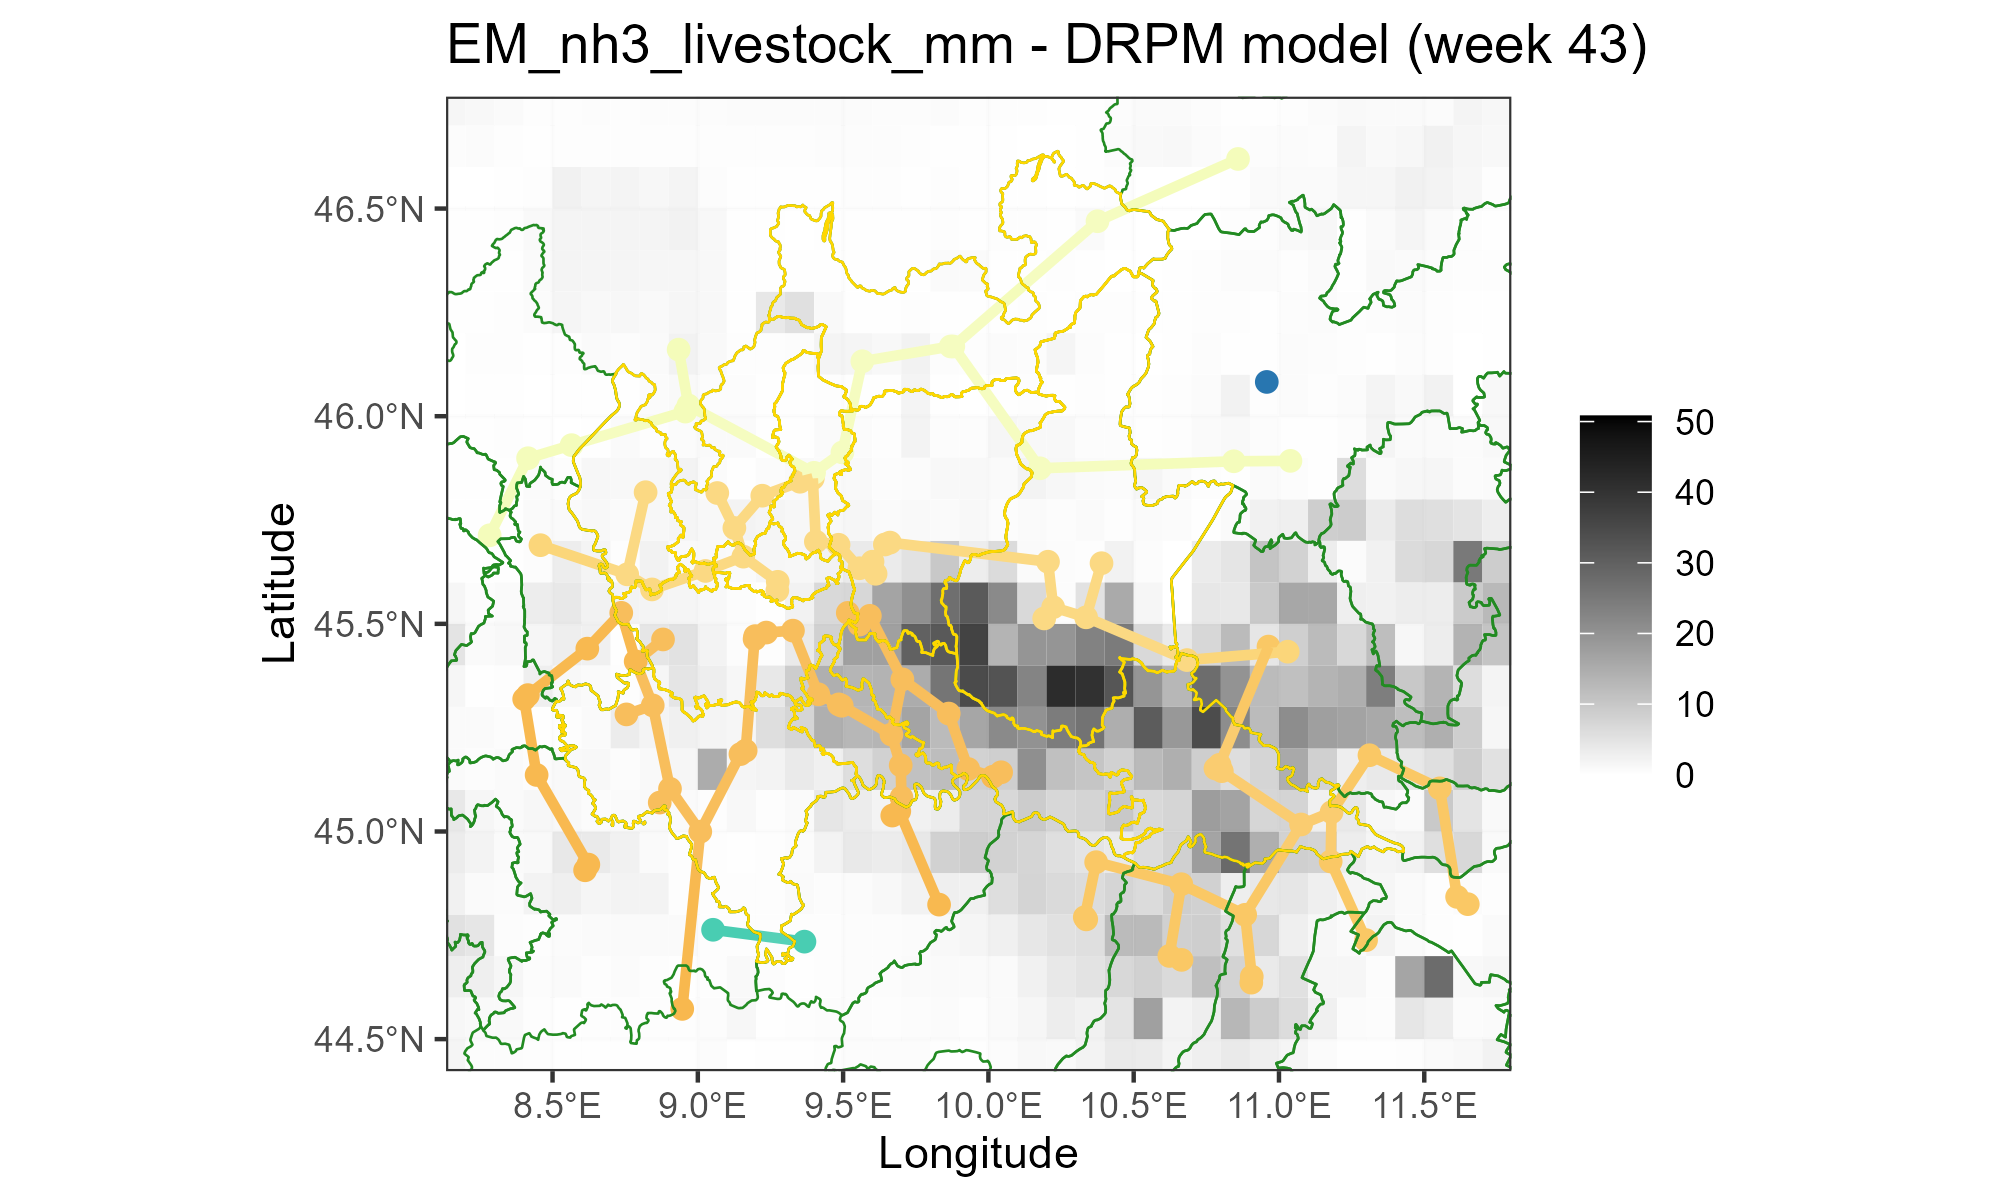 EM_nh3_livestock_mm - DRPM model (week 43)
46.5°N
46.0°N
45.5°N
45.0°N
44.5°N
Latitude
8.5°E 9.0°E 9.5°E 10.0°E 10.5°E 11.0°E 11.5°E
Longitude
50
40
30
20
10
0